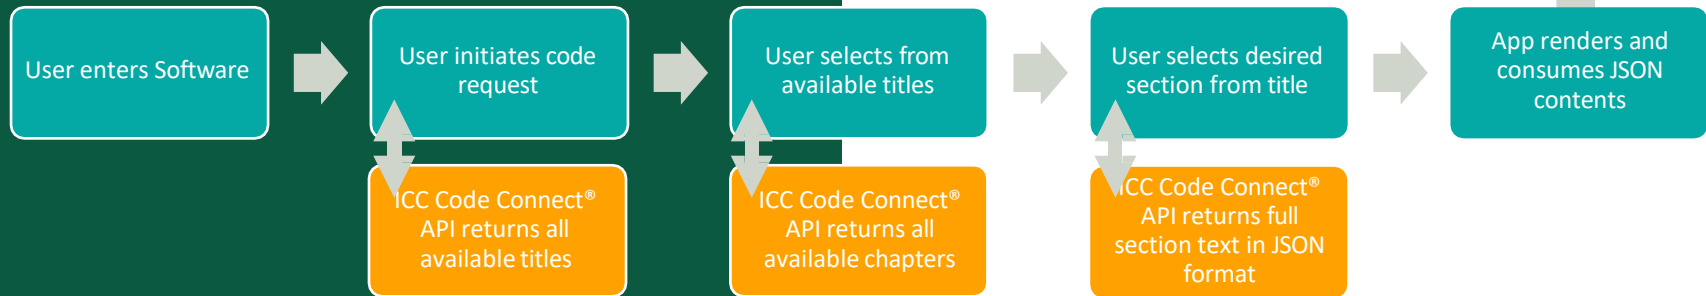 User enters Software
User initiates code
request
User selects from
available titles
User selects desired
section from title
App renders and
consumes JSON
contents
ICC Code Connect®
API returns all
available titles
ICC Code Connect®
API returns all
available chapters
ICC Code Connect®
API returns full
section text in JSON
format